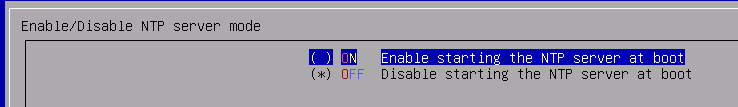 Enable/Disable NTP server mode
( ) ON Enable starting the NTP server at boot
(*) OFF Disable starting the NTP server at boot